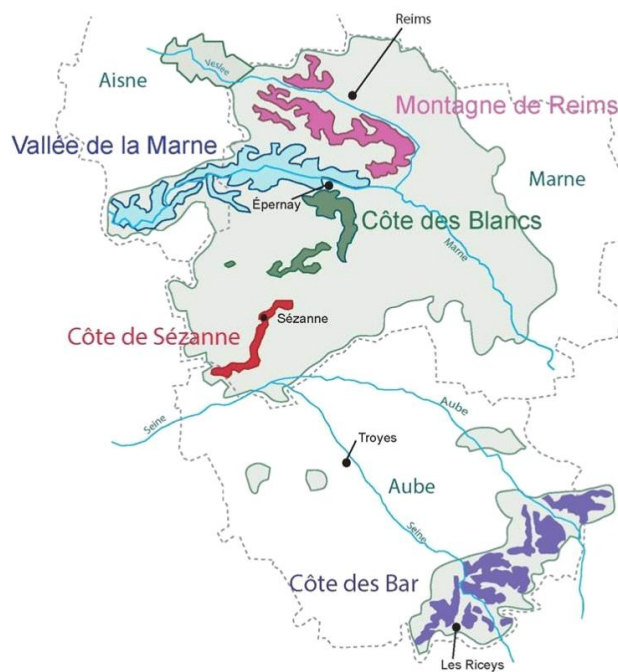 Reims
Aisne
Veslee
Montagne de Reims
Vallée de la Marne
Marne
Épernay
Côte des Blancs
Marne
Côte de Sézanne
Sézanne
Seine
Aube
Troyes
Aube
Seine
Côte des Bar
Les Riceys